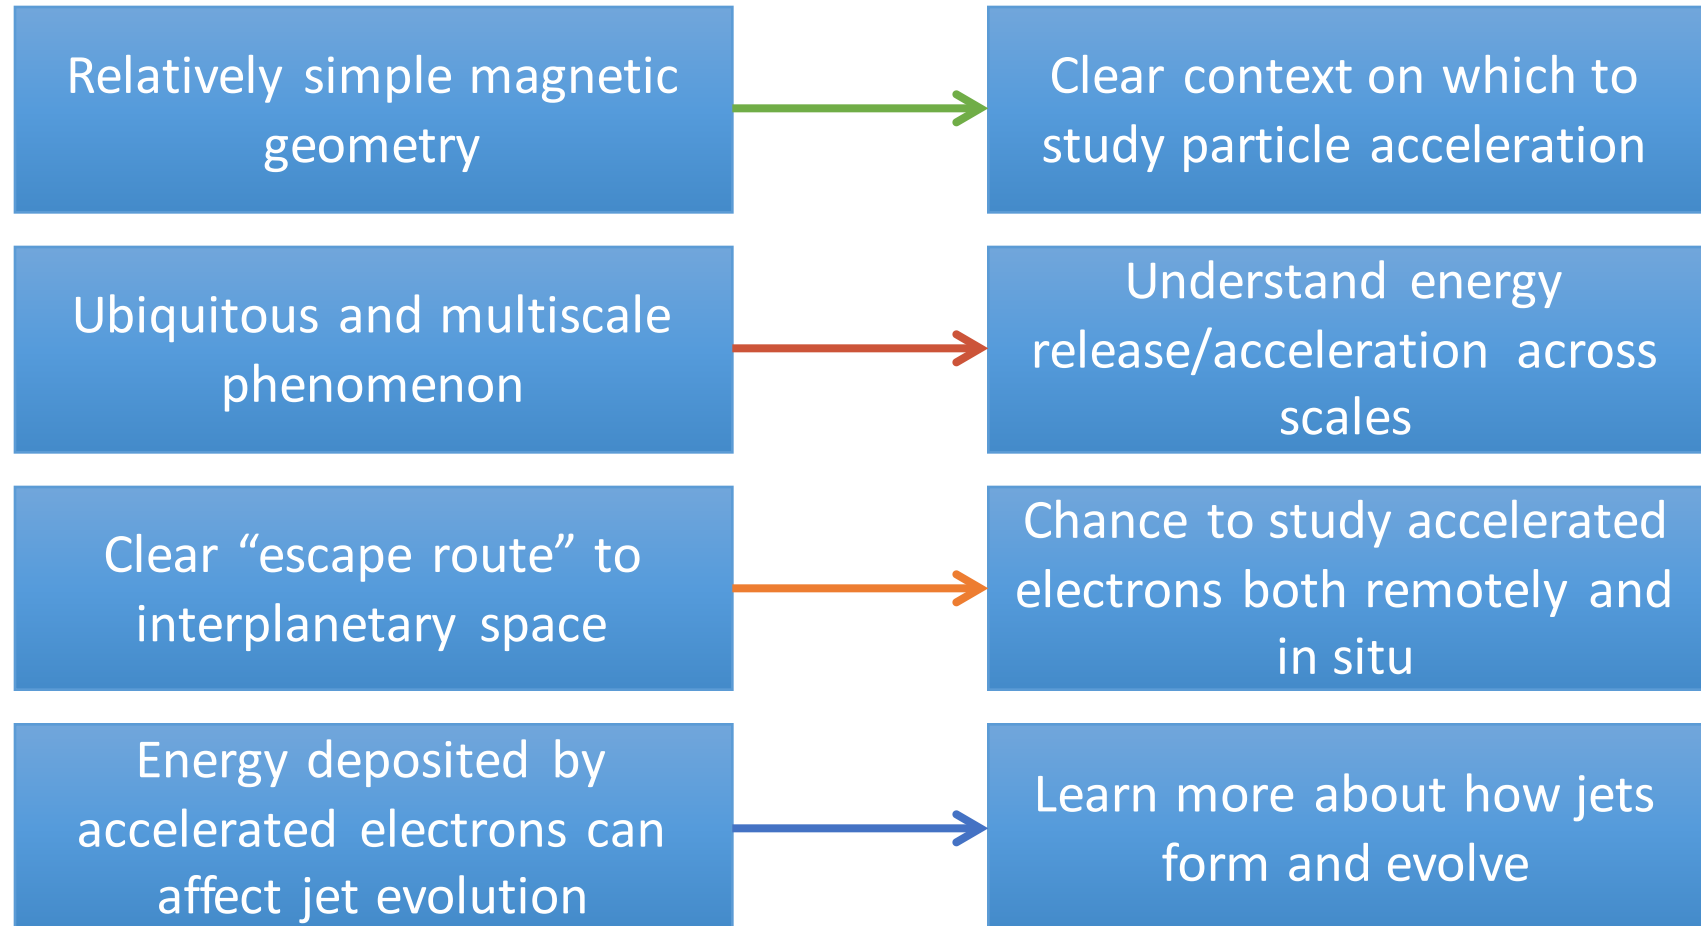 Relatively simple magnetic
geometry
Clear context on which to
study particle acceleration
Ubiquitous and multiscale
phenomenon
Understand energy
release/acceleration across
scales
Clear “escape route” to
interplanetary space
Chance to study accelerated
electrons both remotely and
in situ
Energy deposited by
accelerated electrons can
affect jet evolution
Learn more about how jets
form and evolve